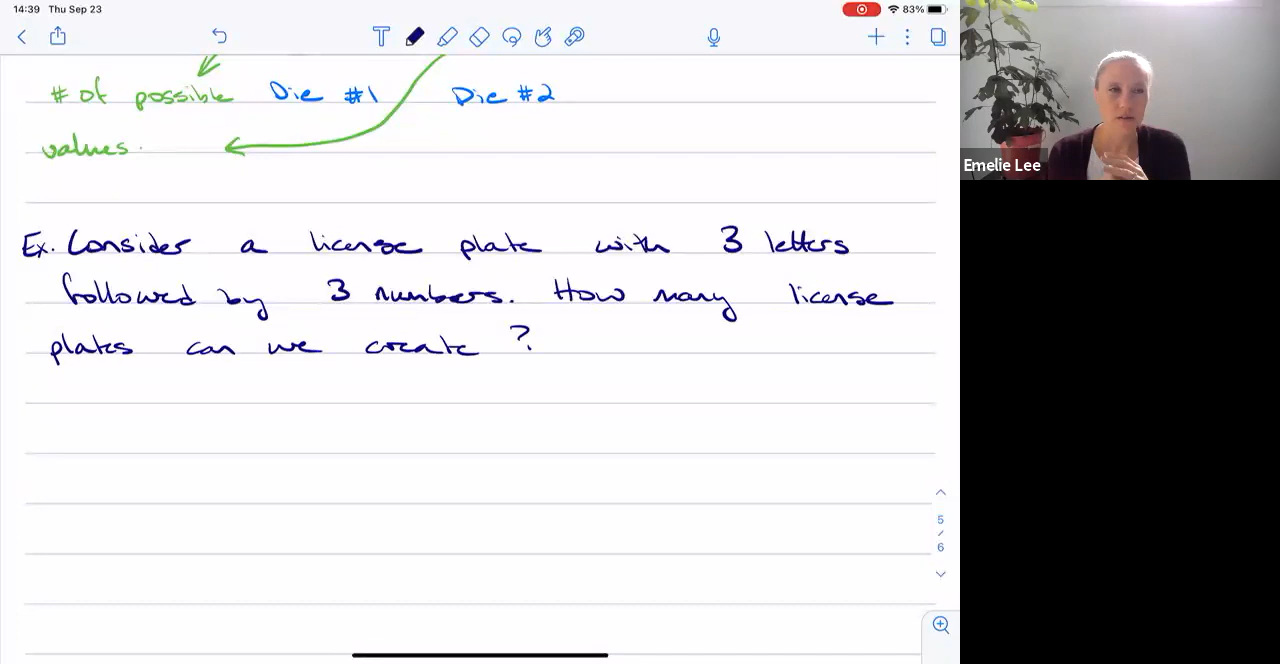 14:39 Thu Sep 23
83%
# of possible Die #1 Die #2
values.
Emelie Lee
Ex. Consider a license plate with 3 letters
followed by 3 numbers. How many license
plates can we create ?
5
/
6